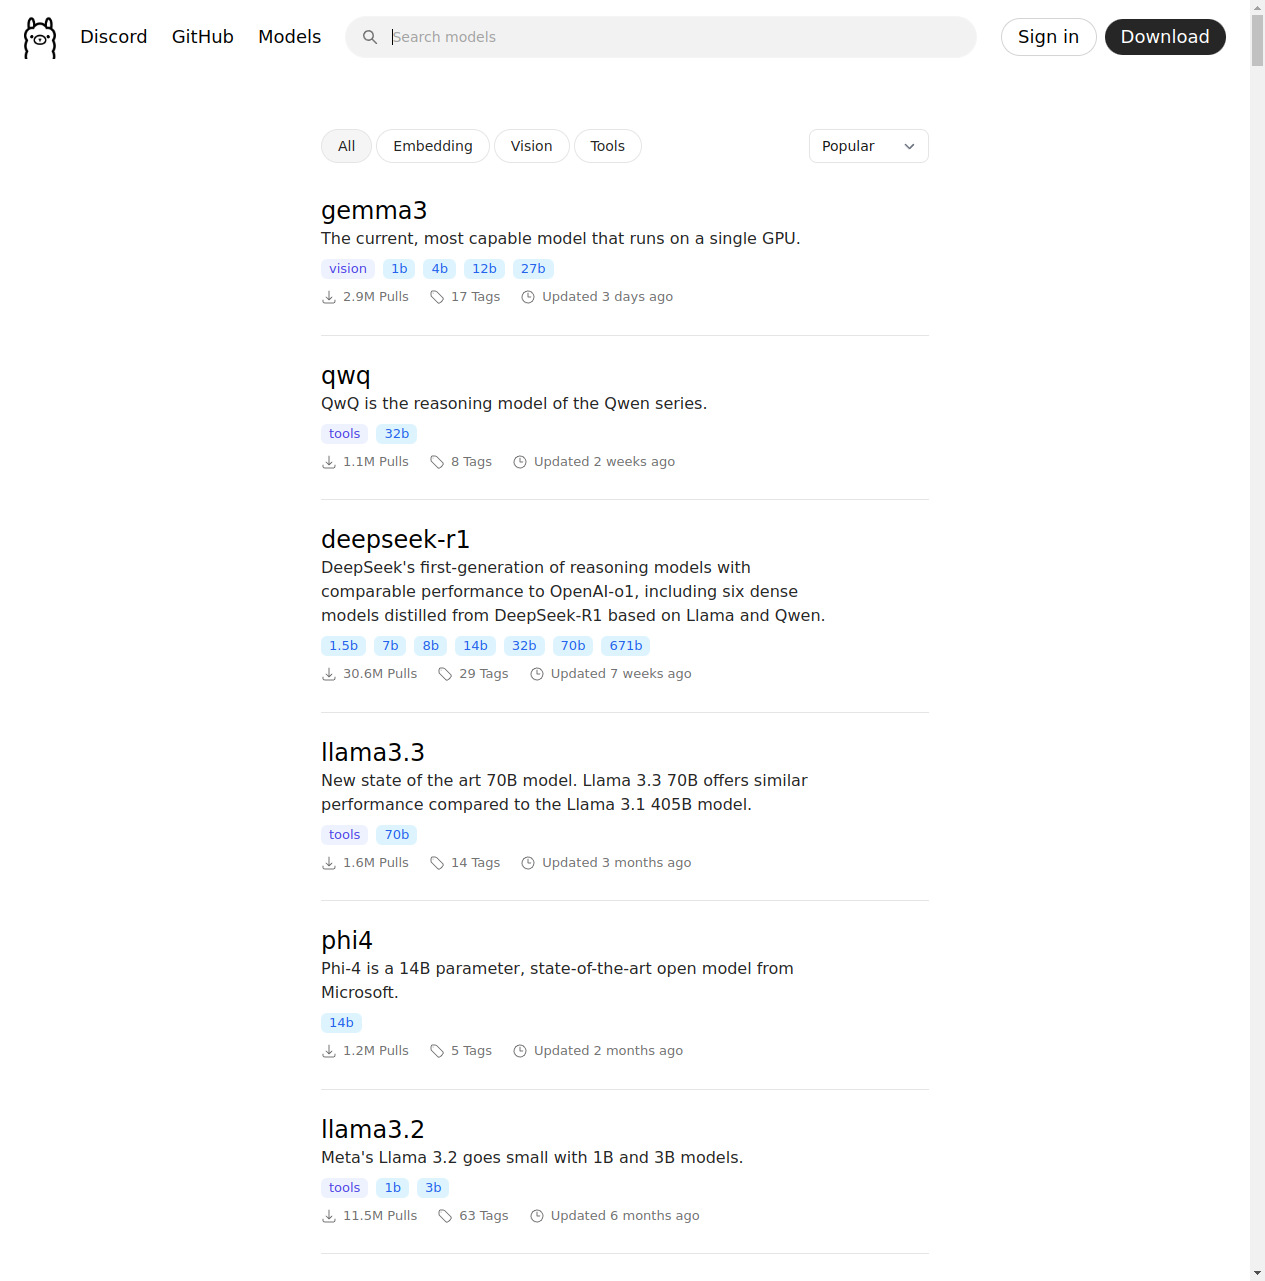 Discord GitHub Models Search models Sign in Download
All Embedding Vision Tools Popular
gemma3
The current, most capable model that runs on a single GPU.
vision 1b 4b 12b 27b
2.9M Pulls 17 Tags Updated 3 days ago
qwq
QwQ is the reasoning model of the Qwen series.
tools 32b
1.1M Pulls 8 Tags Updated 2 weeks ago
deepseek-r1
DeepSeek's first-generation of reasoning models with
comparable performance to OpenAI-o1, including six dense
models distilled from DeepSeek-R1 based on Llama and Qwen.
1.5b 7b 8b 14b 32b 70b 671b
30.6M Pulls 29 Tags Updated 7 weeks ago
llama3.3
New state of the art 70B model. Llama 3.3 70B offers similar
performance compared to the Llama 3.1 405B model.
tools 70b
1.6M Pulls 14 Tags Updated 3 months ago
phi4
Phi-4 is a 14B parameter, state-of-the-art open model from
Microsoft.
14b
1.2M Pulls 5 Tags Updated 2 months ago
llama3.2
Meta's Llama 3.2 goes small with 1B and 3B models.
tools 1b 3b
11.5M Pulls 63 Tags Updated 6 months ago